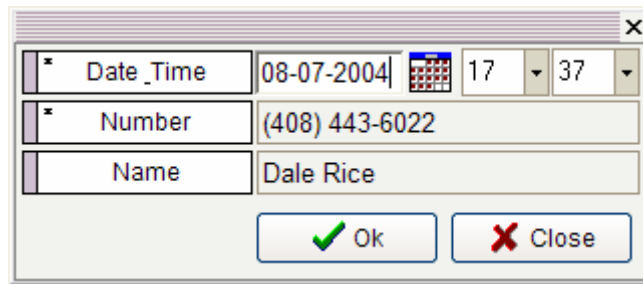 * Date_Time 08-07-2004 17 37
* Number (408) 443-6022
Name Dale Rice
Ok Close